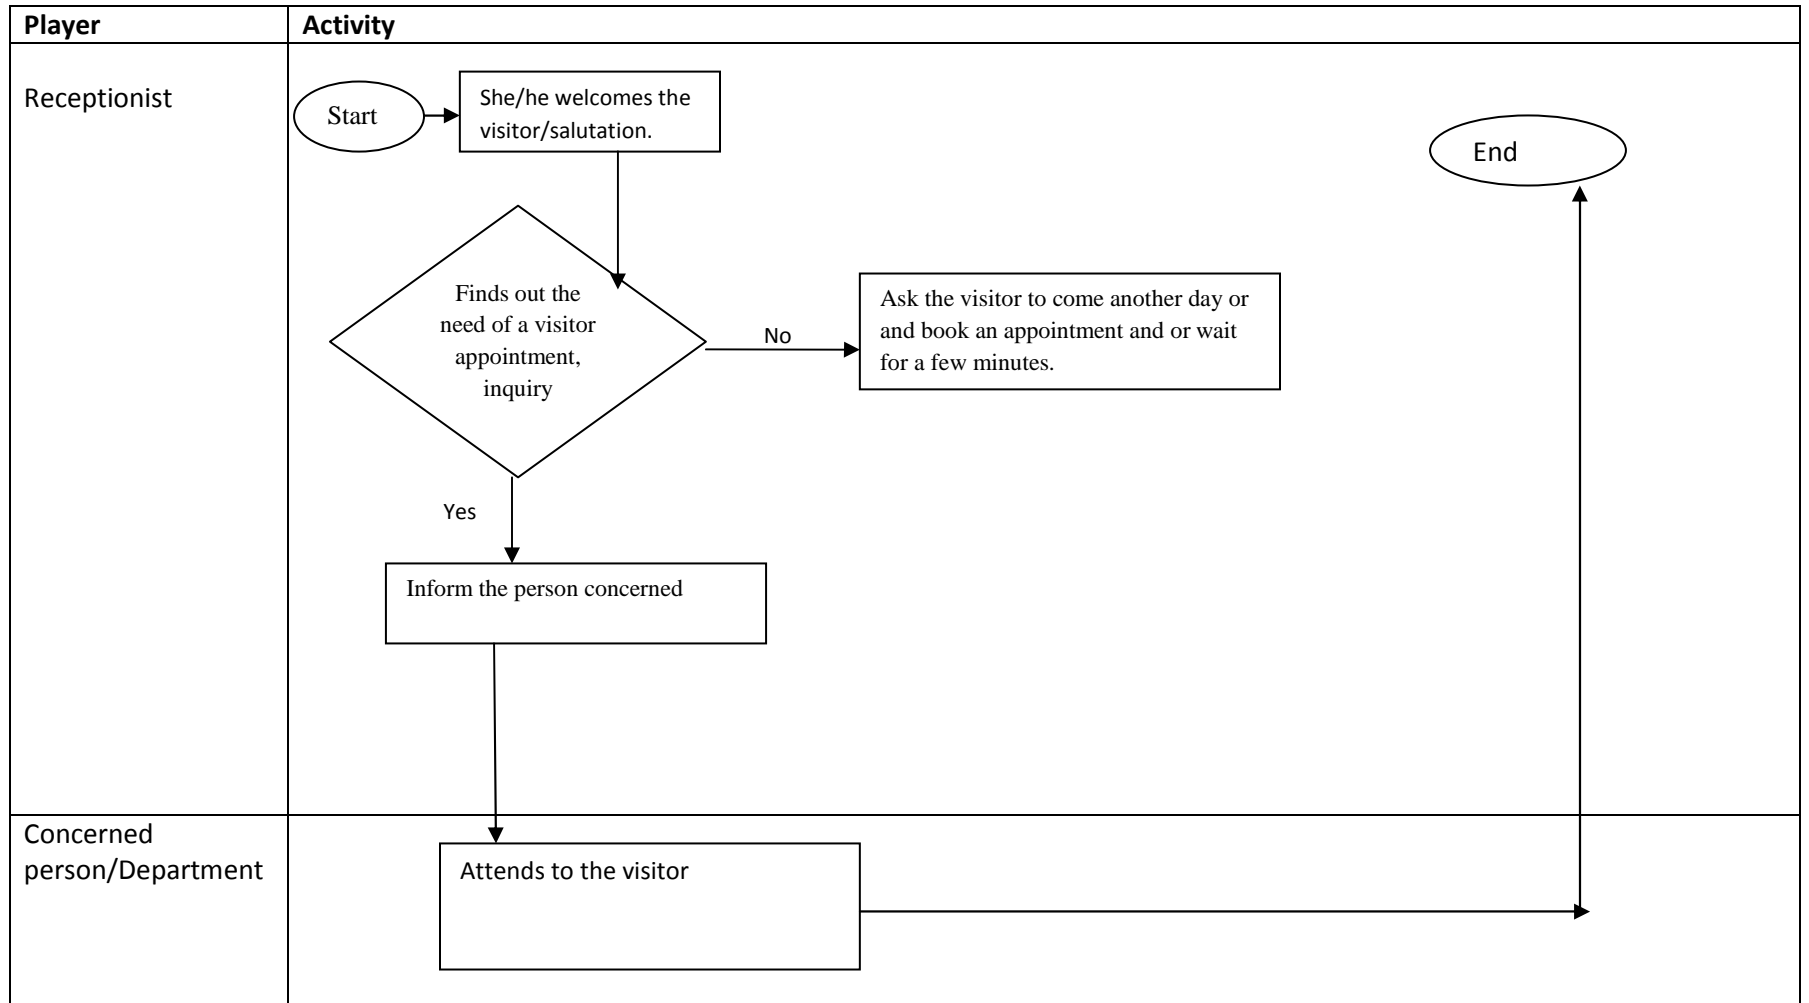 Player
Activity
Receptionist
Start
She/he welcomes the
visitor/salutation.
End
Finds out the
need of a visitor
appointment,
inquiry
No
Ask the visitor to come another day or
and book an appointment and or wait
for a few minutes.
Yes
Inform the person concerned
Concerned
person/Department
Attends to the visitor